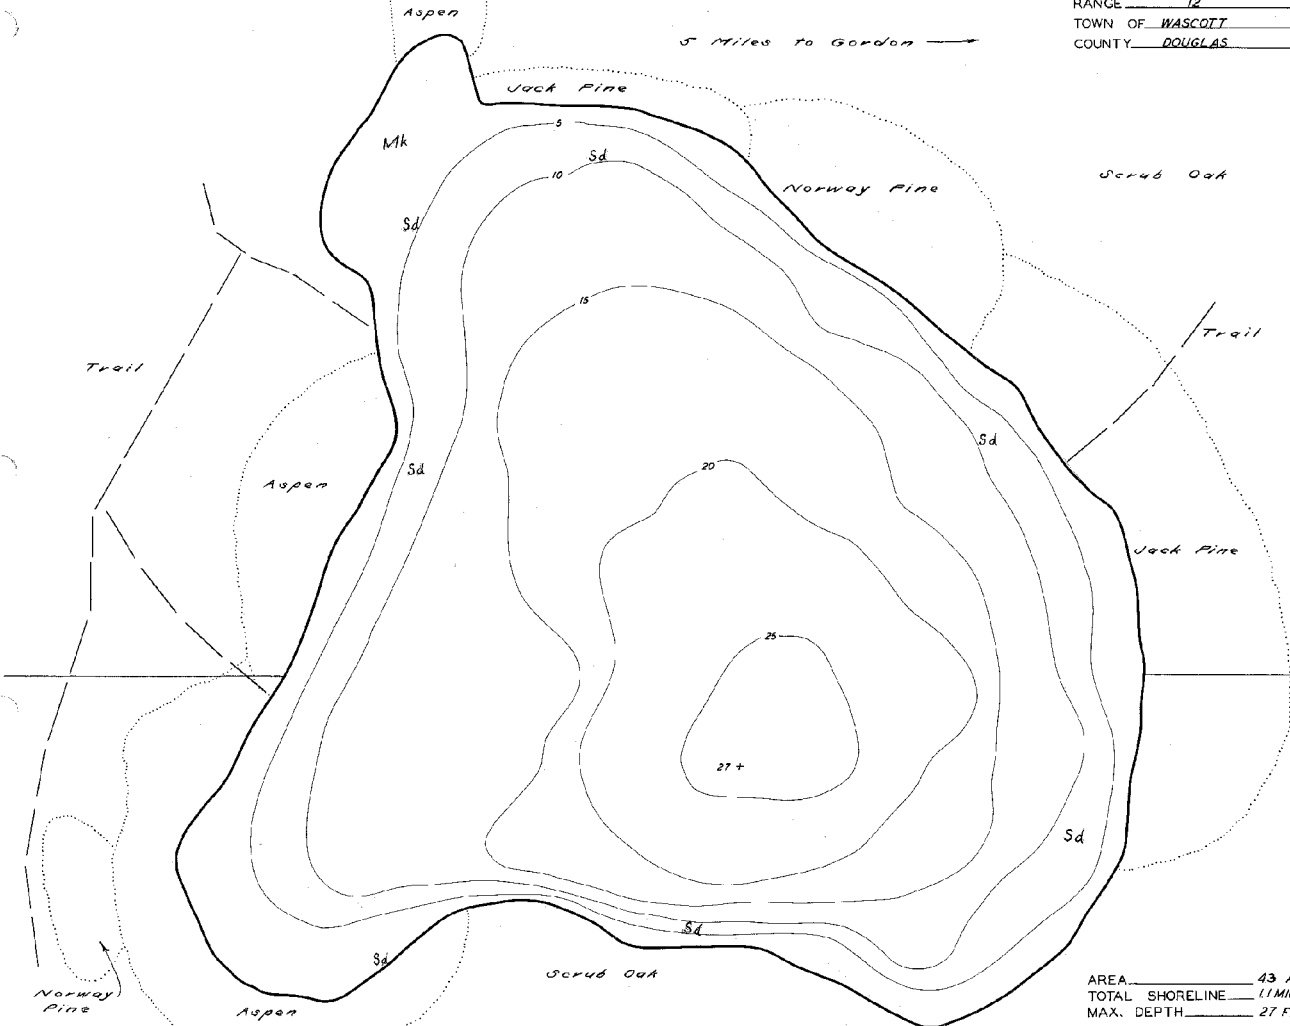 RANGE 12
TOWN OF WASCOTT
COUNTY DOUGLAS
Aspen
5 Miles to Gordon
Jack Pine
5
Mk
Sd
10
Norway Pine
Scrub Oak
Sd
15
Trail
Trail
Sd
Sd
20
Aspen
Jack Pine
25
27 +
Sd
Sd
Sd
Scrub Oak
Norway
Pine
Aspen
AREA 43
TOTAL SHORELINE 1.1
MAX. DEPTH 27